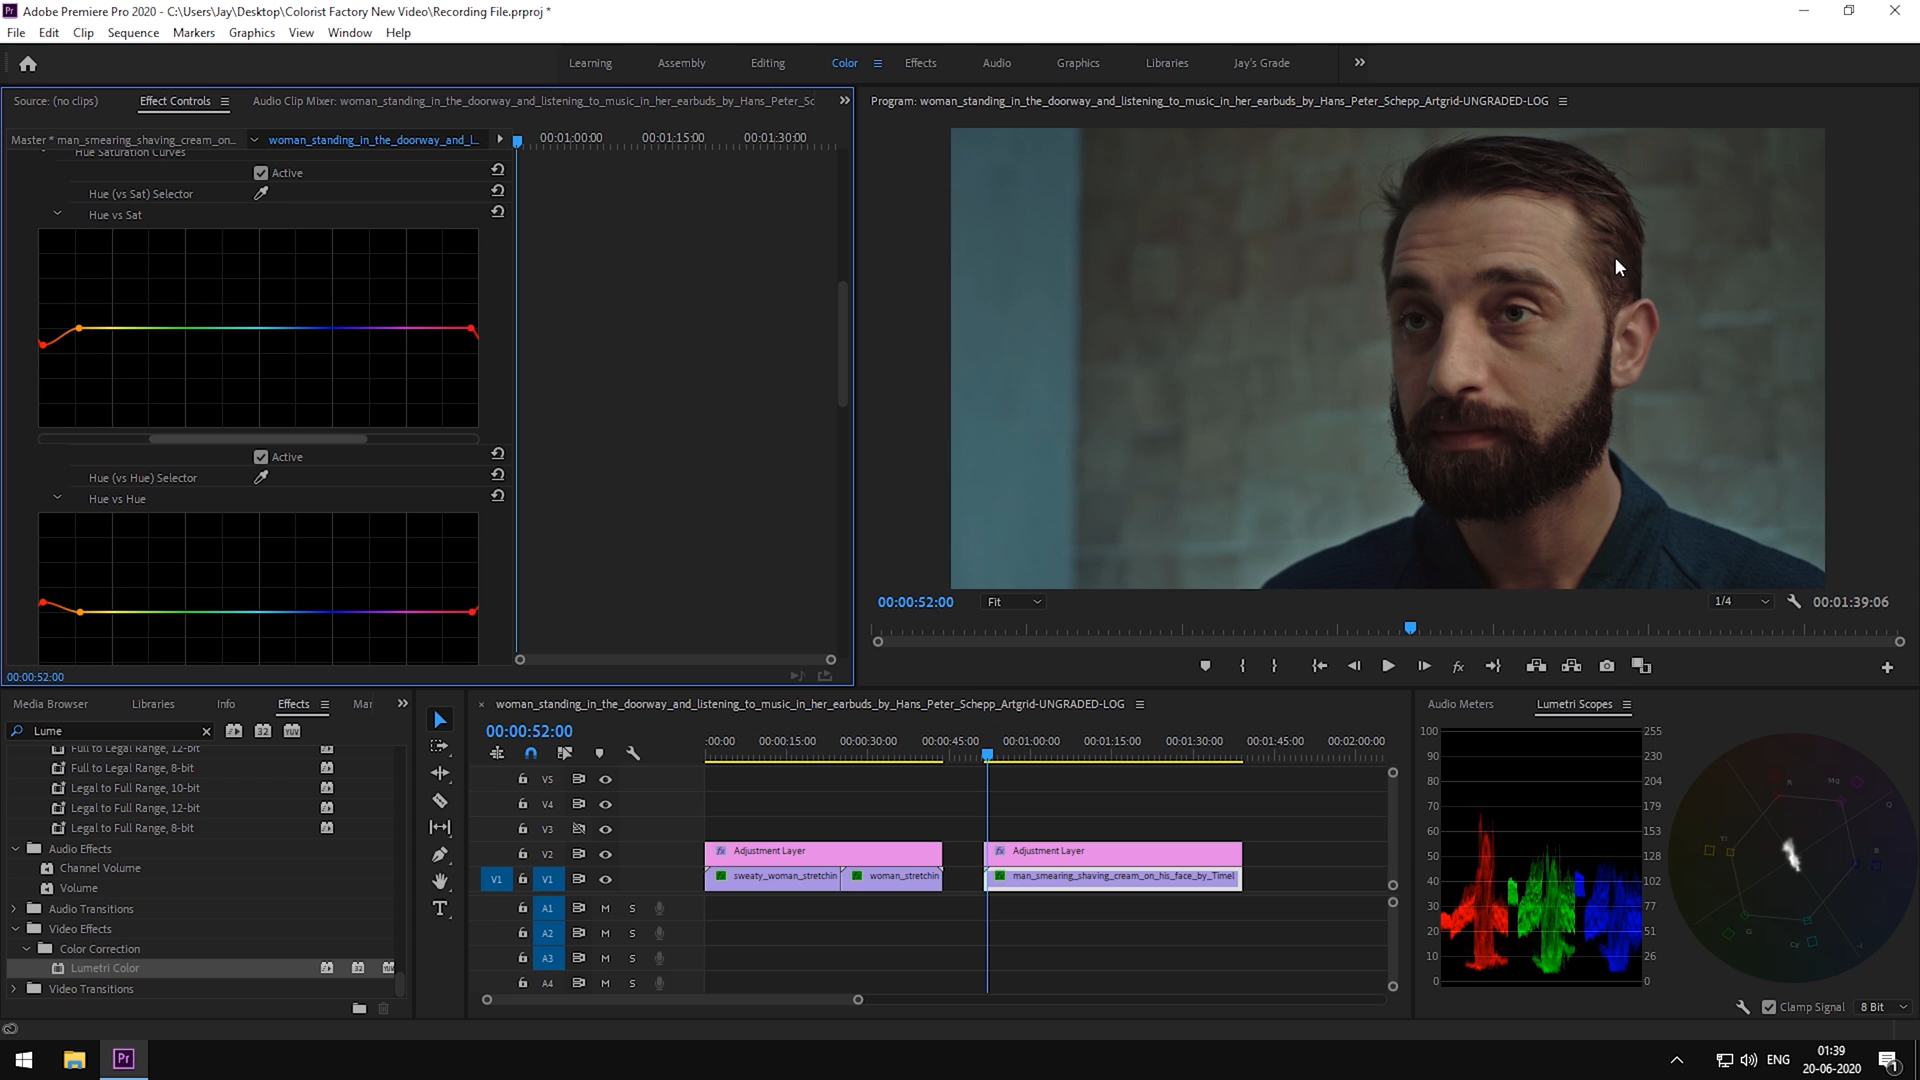 Adobe Premiere Pro 2020 - C:\Users\Jay\Desktop\Colorist Factory New Video\Recording File.prproj *
File Edit Clip Sequence Markers Graphics View Window Help
Learning Assembly Editing Color Effects Audio Graphics Libraries Jay's Grade
Source: (no clips) Effect Controls Audio Clip Mixer: woman_standing_in_the_doorway_and_listening_to_music_in_her_earbuds_by_Hans_Peter_Sc
Program: woman_standing_in_the_doorway_and_listening_to_music_in_her_earbuds_by_Hans_Peter_Schepp_Artgrid-UNGRADED-LOG
Master * man_smearing_shaving_cream_on... woman_standing_in_the_doorway_and_l... 00:01:00:00 00:01:15:00 00:01:30:00
Hue Saturation Curves
Active
Hue (vs Sat) Selector
Hue vs Sat
Active
Hue (vs Hue) Selector
Hue vs Hue
00:00:52:00
00:00:52:00 Fit 1/4 00:01:39:06
fx
Media Browser Libraries Info Effects Mar
Lume
Full to Legal Range, 12-bit
Full to Legal Range, 8-bit
Legal to Full Range, 10-bit
Legal to Full Range, 12-bit
Legal to Full Range, 8-bit
Audio Effects
Channel Volume
Volume
Audio Transitions
Video Effects
Color Correction
Lumetri Color
Video Transitions
woman_standing_in_the_doorway_and_listening_to_music_in_her_earbuds_by_Hans_Peter_Schepp_Artgrid-UNGRADED-LOG
00:00:52:00
:00:00 00:00:15:00 00:00:30:00 00:00:45:00 00:01:00:00 00:01:15:00 00:01:30:00 00:01:45:00 00:02:00:00
V5
V4
V3
V2 fx Adjustment Layer fx Adjustment Layer
V1 V1 sweaty_woman_stretchin woman_stretchin man_smearing_shaving_cream_on_his_face_by_Timel
A1 M S
A2 M S
A3 M S
A4 M S
Audio Meters Lumetri Scopes
100 255
90 230
80 204
70 179
60 153
50 128
40 102
30 77
20 51
10 26
0 0
R Mg B Cy G Yl
Q
Clamp Signal 8 Bit
Pr
ENG
01:39
20-06-2020
1